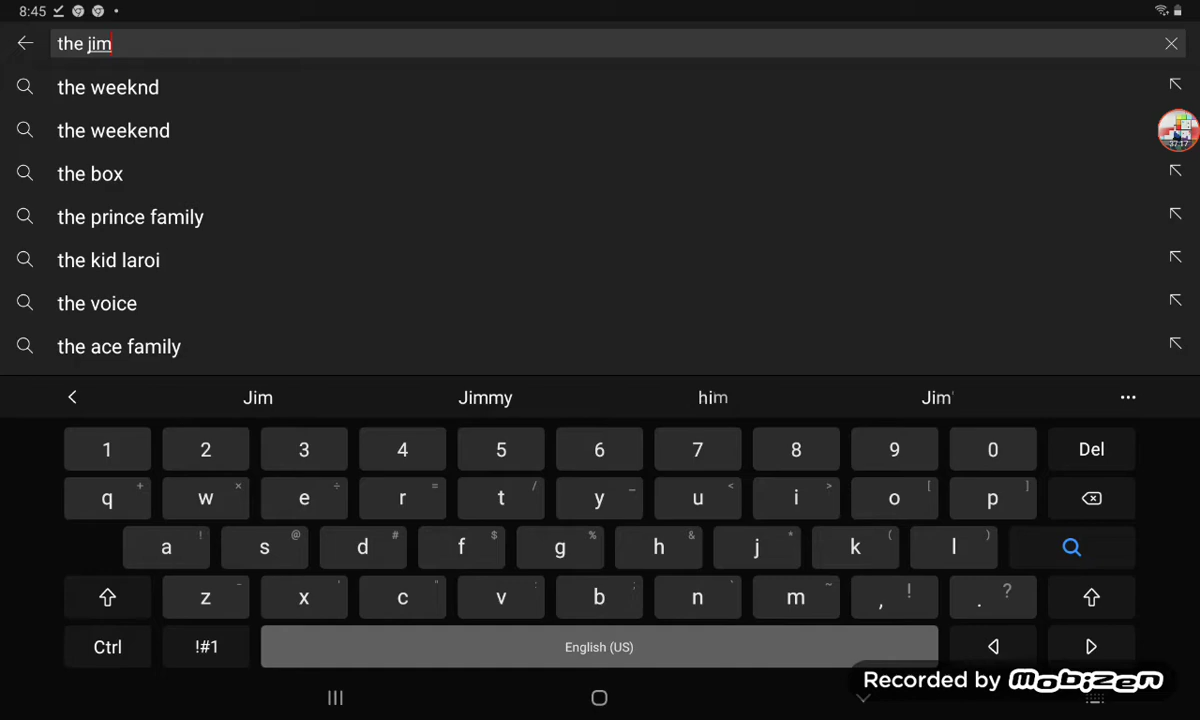 8:45
the jim
the weeknd
the weekend
37:17
the box
the prince family
the kid laroi
the voice
the ace family
Jim Jimmy him Jim' ...
1 2 3 4 5 6 7 8 9 0 Del
+ × ÷ = / _ < > [ ]
q w e r t y u i o p
! @ # $ % & * ( )
a s d f g h j k l
- ' " : ; ` ~ ! ?
z x c v b n m , .
Ctrl !#1 English (US)
Recorded by mobizen